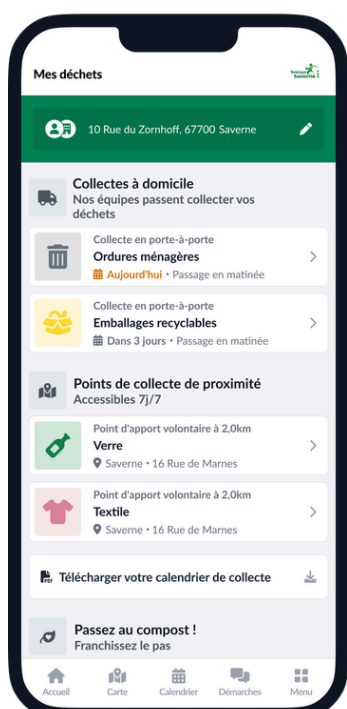 Mes déchets
Saverne
10 Rue du Zornhoff, 67700 Saverne
Collectes à domicile
Nos équipes passent collecter vos
déchets
Collecte en porte-à-porte
Ordures ménagères
Aujourd'hui • Passage en matinée
Collecte en porte-à-porte
Emballages recyclables
Dans 3 jours • Passage en matinée
Points de collecte de proximité
Accessibles 7j/7
Point d'apport volontaire à 2,0km
Verre
Saverne • 16 Rue de Marnes
Point d'apport volontaire à 2,0km
Textile
Saverne • 16 Rue de Marnes
PDF
Télécharger votre calendrier de collecte
Passez au compost !
Franchissez le pas
Accueil
Carte
Calendrier
Démarches
Menu